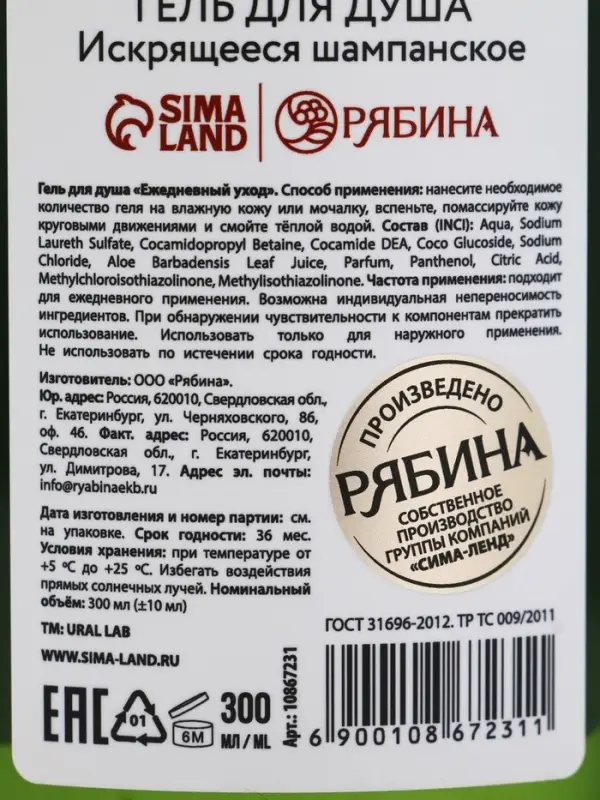 ГЕЛЬ ДЛЯ ДУША
Искрящееся шампанское
SIMA
LAND
РЯБИНА
Гель для душа «Ежедневный уход». Способ применения: нанесите необходимое
количество геля на влажную кожу или мочалку, вспеньте, помассируйте кожу
круговыми движениями и смойте тёплой водой. Состав (INCI): Aqua, Sodium
Laureth Sulfate, Cocamidopropyl Betaine, Cocamide DEA, Coco Glucoside, Sodium
Chloride, Aloe Barbadensis Leaf Juice, Parfum, Panthenol, Citric Acid,
Methylchloroisothiazolinone, Methylisothiazolinone. Частота применения: подходит
для ежедневного применения. Возможна индивидуальная непереносимость
ингредиентов. При обнаружении чувствительности к компонентам прекратить
использование. Использовать только для наружного применения.
Не использовать по истечении срока годности.
Изготовитель: ООО «Рябина».
Юр. адрес: Россия, 620010, Свердловская обл.,
г. Екатеринбург, ул. Черняховского, 86,
оф. 46. Факт. адрес: Россия, 620010,
Свердловская обл., г. Екатеринбург,
ул. Димитрова, 17. Адрес эл. почты:
info@ryabinaekb.ru
Дата изготовления и номер партии: см.
на упаковке. Срок годности: 36 мес.
Условия хранения: при температуре от
+5 °C до +25 °C. Избегать воздействия
прямых солнечных лучей. Номинальный
объём: 300 мл (±10 мл)
ТМ: URAL LAB
WWW.SIMA-LAND.RU
ПРОИЗВЕДЕНО
РЯБИНА
СОБСТВЕННОЕ
ПРОИЗВОДСТВО
ГРУППЫ КОМПАНИЙ
«СИМА-ЛЕНД»
ГОСТ 31696-2012. ТР ТС 009/2011
EAC
01
6М
300
МЛ / ML
Арт.: 10867231
6 900108 672311